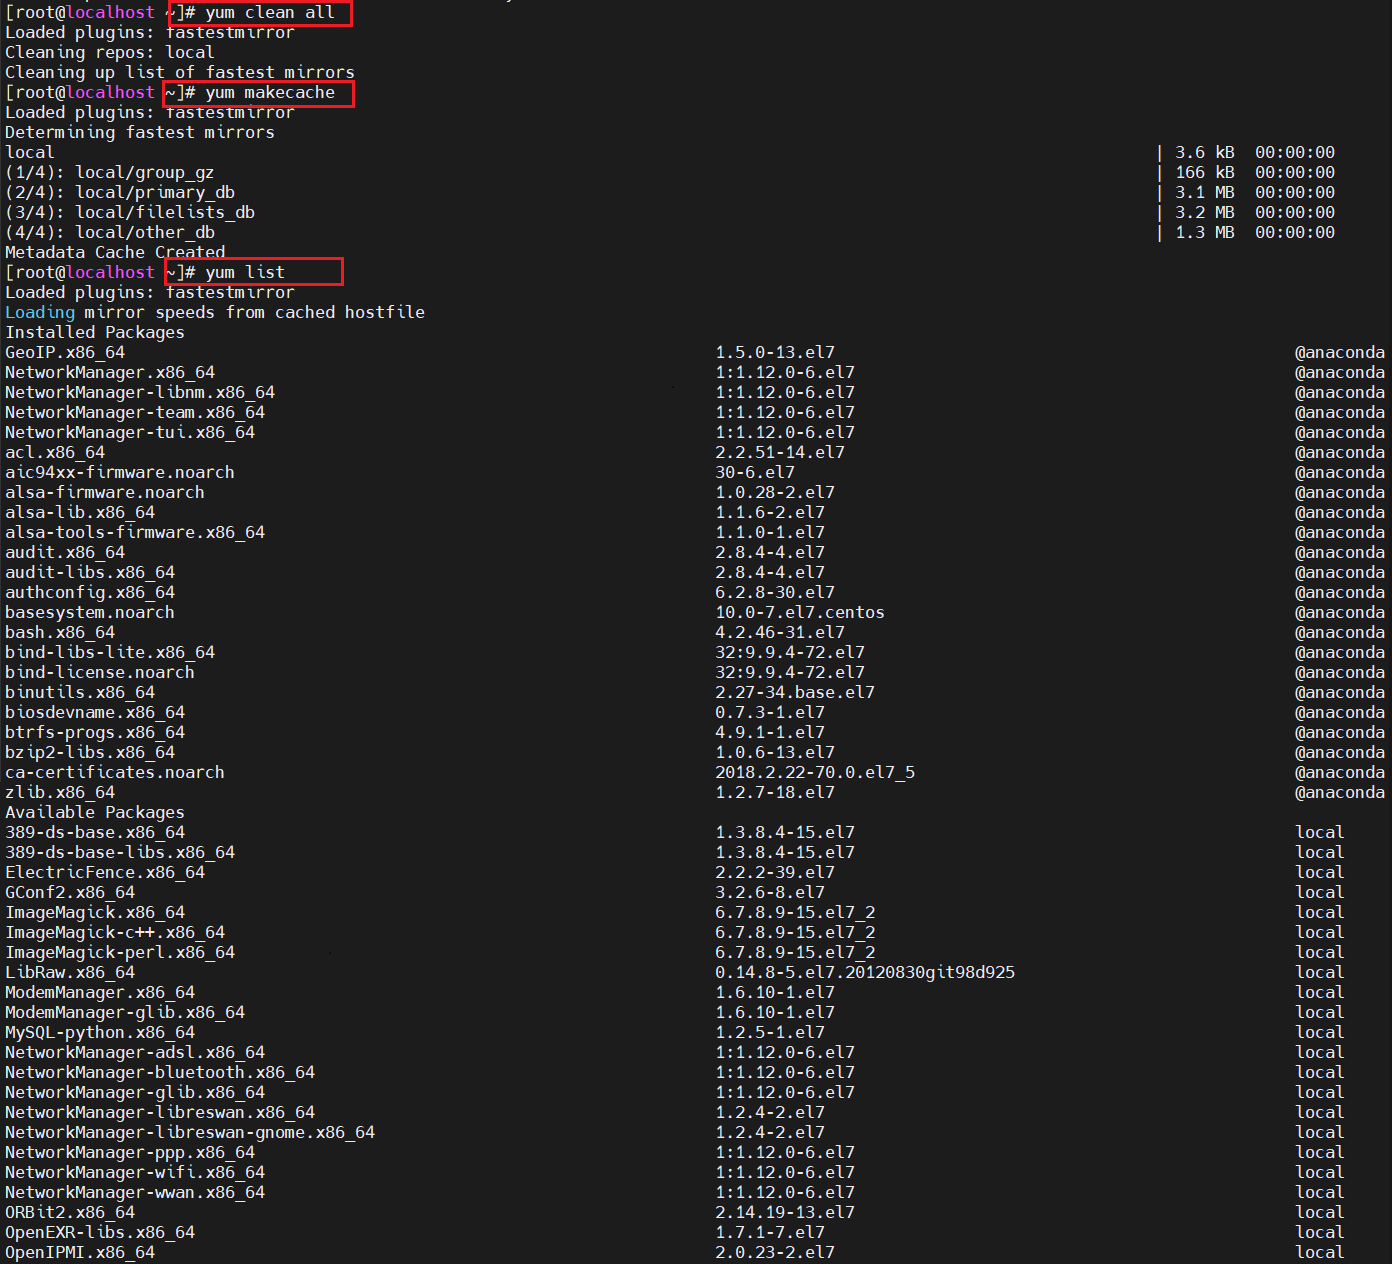 [root@localhost ~]# yum clean all
Loaded plugins: fastestmirror
Cleaning repos: local
Cleaning up list of fastest mirrors
[root@localhost ~]# yum makecache
Loaded plugins: fastestmirror
Determining fastest mirrors
local | 3.6 kB 00:00:00
(1/4): local/group_gz | 166 kB 00:00:00
(2/4): local/primary_db | 3.1 MB 00:00:00
(3/4): local/filelists_db | 3.2 MB 00:00:00
(4/4): local/other_db | 1.3 MB 00:00:00
Metadata Cache Created
[root@localhost ~]# yum list
Loaded plugins: fastestmirror
Loading mirror speeds from cached hostfile
Installed Packages
GeoIP.x86_64 1.5.0-13.el7 @anaconda
NetworkManager.x86_64 1:1.12.0-6.el7 @anaconda
NetworkManager-libnm.x86_64 1:1.12.0-6.el7 @anaconda
NetworkManager-team.x86_64 1:1.12.0-6.el7 @anaconda
NetworkManager-tui.x86_64 1:1.12.0-6.el7 @anaconda
acl.x86_64 2.2.51-14.el7 @anaconda
aic94xx-firmware.noarch 30-6.el7 @anaconda
alsa-firmware.noarch 1.0.28-2.el7 @anaconda
alsa-lib.x86_64 1.1.6-2.el7 @anaconda
alsa-tools-firmware.x86_64 1.1.0-1.el7 @anaconda
audit.x86_64 2.8.4-4.el7 @anaconda
audit-libs.x86_64 2.8.4-4.el7 @anaconda
authconfig.x86_64 6.2.8-30.el7 @anaconda
basesystem.noarch 10.0-7.el7.centos @anaconda
bash.x86_64 4.2.46-31.el7 @anaconda
bind-libs-lite.x86_64 32:9.9.4-72.el7 @anaconda
bind-license.noarch 32:9.9.4-72.el7 @anaconda
binutils.x86_64 2.27-34.base.el7 @anaconda
biosdevname.x86_64 0.7.3-1.el7 @anaconda
btrfs-progs.x86_64 4.9.1-1.el7 @anaconda
bzip2-libs.x86_64 1.0.6-13.el7 @anaconda
ca-certificates.noarch 2018.2.22-70.0.el7_5 @anaconda
zlib.x86_64 1.2.7-18.el7 @anaconda
Available Packages
389-ds-base.x86_64 1.3.8.4-15.el7 local
389-ds-base-libs.x86_64 1.3.8.4-15.el7 local
ElectricFence.x86_64 2.2.2-39.el7 local
GConf2.x86_64 3.2.6-8.el7 local
ImageMagick.x86_64 6.7.8.9-15.el7_2 local
ImageMagick-c++.x86_64 6.7.8.9-15.el7_2 local
ImageMagick-perl.x86_64 6.7.8.9-15.el7_2 local
LibRaw.x86_64 0.14.8-5.el7.20120830git98d925 local
ModemManager.x86_64 1.6.10-1.el7 local
ModemManager-glib.x86_64 1.6.10-1.el7 local
MySQL-python.x86_64 1.2.5-1.el7 local
NetworkManager-adsl.x86_64 1:1.12.0-6.el7 local
NetworkManager-bluetooth.x86_64 1:1.12.0-6.el7 local
NetworkManager-glib.x86_64 1:1.12.0-6.el7 local
NetworkManager-libreswan.x86_64 1.2.4-2.el7 local
NetworkManager-libreswan-gnome.x86_64 1.2.4-2.el7 local
NetworkManager-ppp.x86_64 1:1.12.0-6.el7 local
NetworkManager-wifi.x86_64 1:1.12.0-6.el7 local
NetworkManager-wwan.x86_64 1:1.12.0-6.el7 local
ORBit2.x86_64 2.14.19-13.el7 local
OpenEXR-libs.x86_64 1.7.1-7.el7 local
OpenIPMI.x86_64 2.0.23-2.el7 local